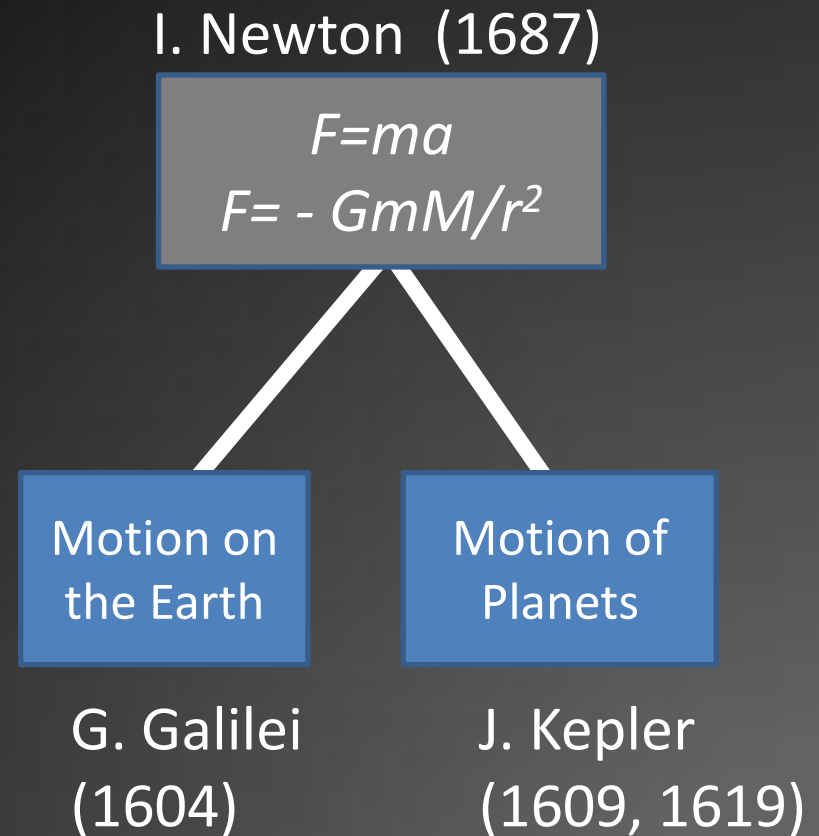 I. Newton  (1687)
F=ma
F= - GmM/r²
Motion on
the Earth
Motion of
Planets
G. Galilei
(1604)
J. Kepler
(1609, 1619)